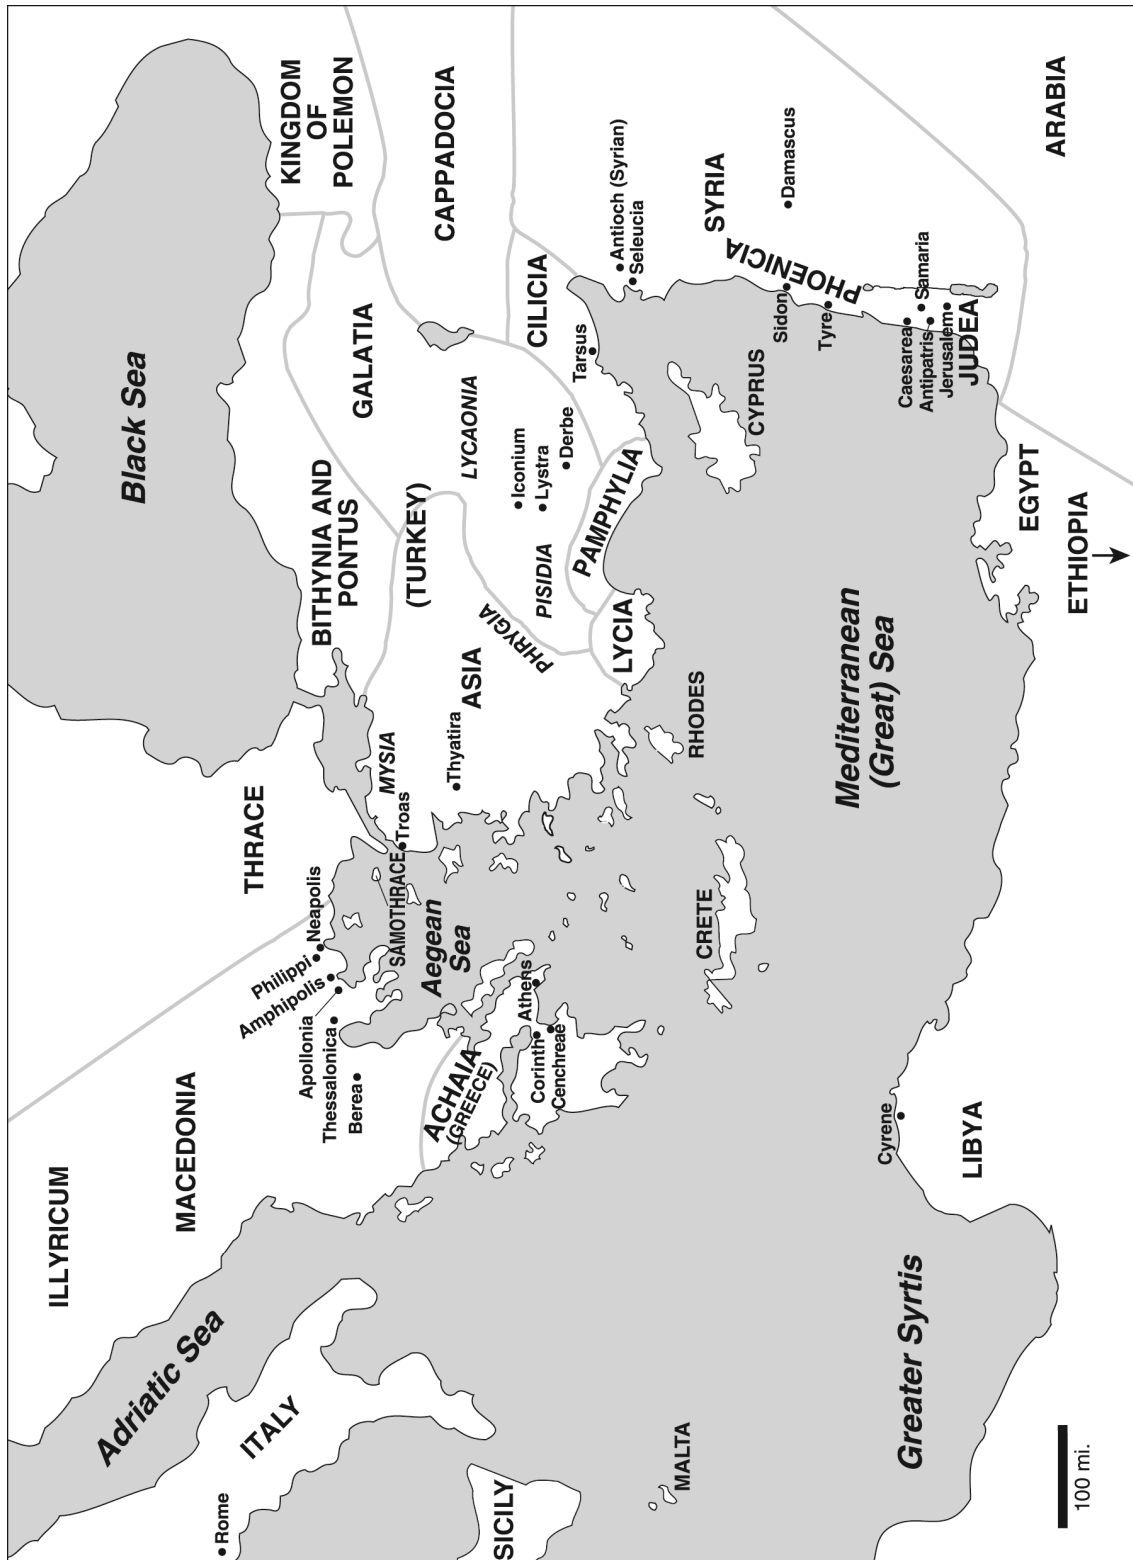 ILLYRICUM
MACEDONIA
THRACE
Black Sea
KINGDOM
OF
POLEMON
BITHYNIA AND
PONTUS
GALATIA
CAPPADOCIA
(TURKEY)
Adriatic Sea
ITALY
Rome
SICILY
MALTA
Apollonia
Thessalonica
Berea
Amphipolis
Philippi
Neapolis
SAMOTHRACE
Troas
MYSIA
Thyatira
ASIA
PHRYGIA
PISIDIA
LYCAONIA
Iconium
Lystra
Derbe
CILICIA
Tarsus
PAMPHYLIA
LYCIA
Aegean
Sea
ACHAIA
(GREECE)
Athens
Corinth
Cenchreae
CRETE
RHODES
CYPRUS
Antioch (Syrian)
Seleucia
SYRIA
PHOENICIA
Damascus
Sidon
Tyre
Caesarea
Samaria
Antipatris
Jerusalem
JUDEA
ARABIA
Mediterranean
(Great) Sea
Greater Syrtis
Cyrene
LIBYA
EGYPT
ETHIOPIA
100 mi.